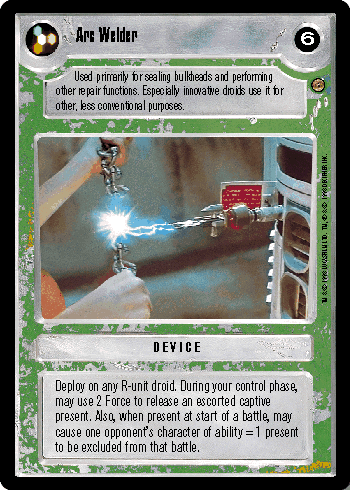 Arc Welder
6
Used primarily for sealing bulkheads and performing
other repair functions. Especially innovative droids use it for
other, less conventional purposes.
DEVICE
Deploy on any R-unit droid. During your control phase,
may use 2 Force to release an escorted captive
present. Also, when present at start of a battle, may
cause one opponent's character of ability = 1 present
to be excluded from that battle.